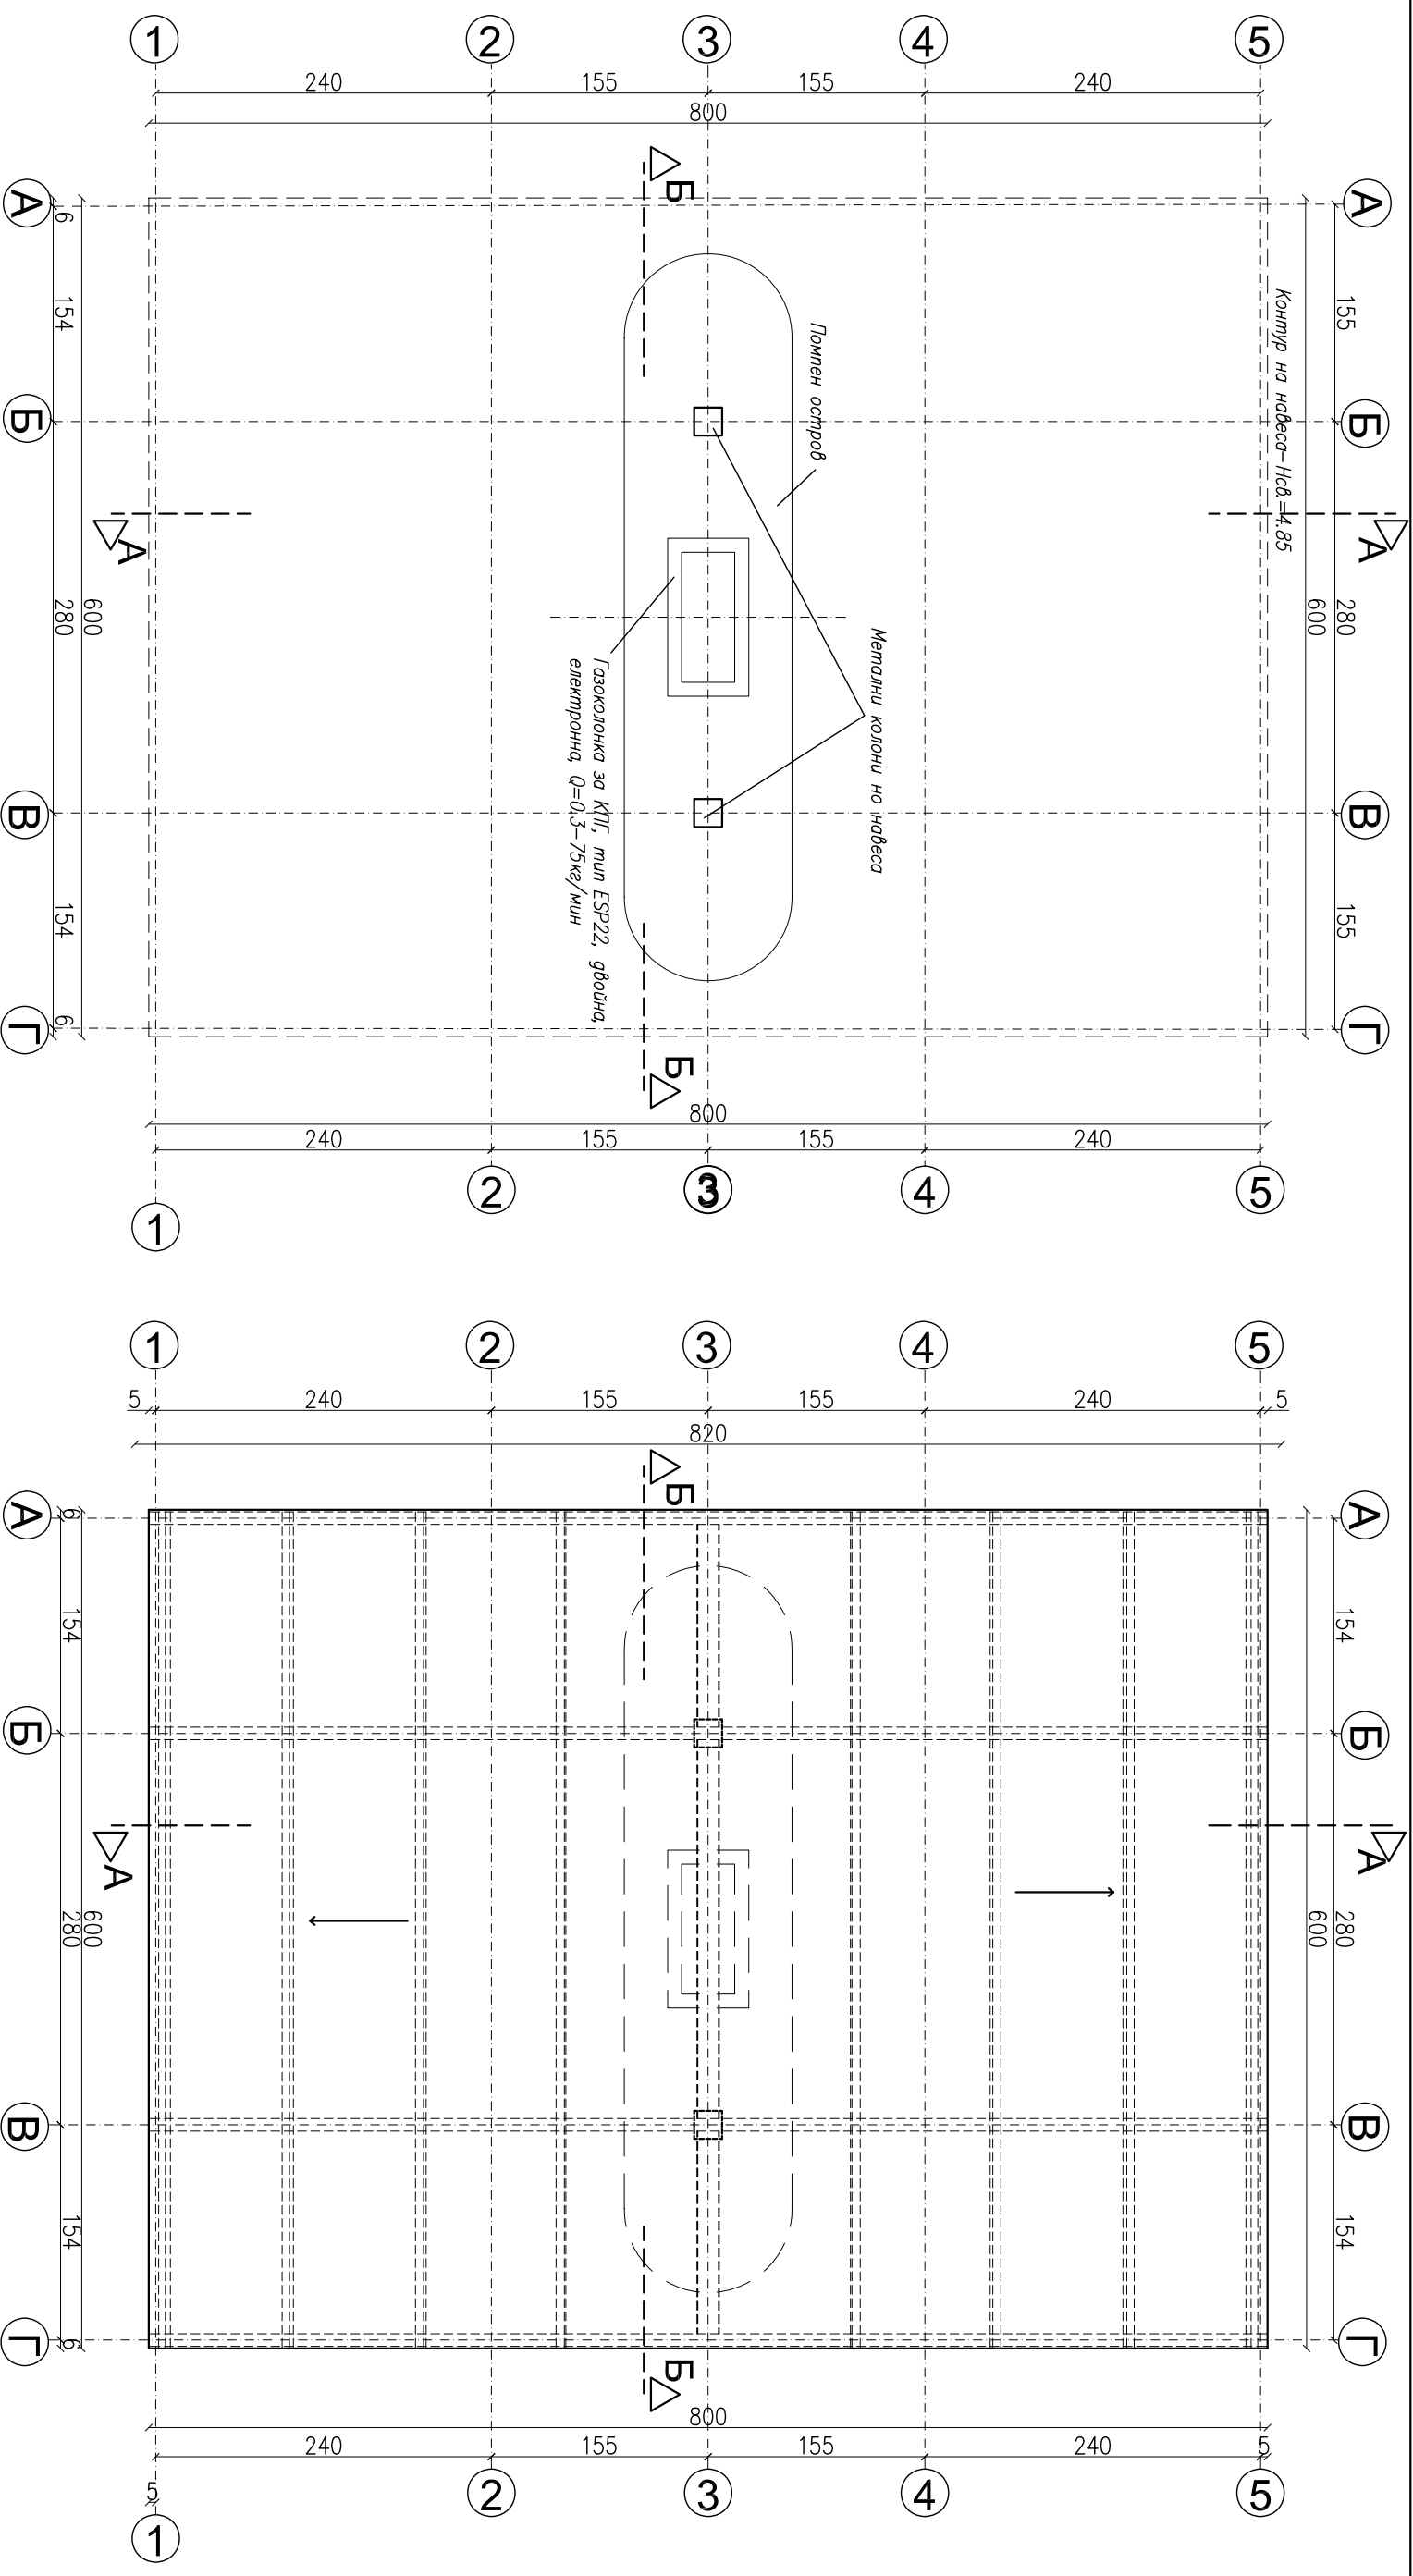 1 2 3 4 5
240 155 155 240
800
Б
А А
6 155
154 Контур на навеса-Нсв.=4.85
Помпен остров
Б Б
А А
600 280
280 600
Метални колони но навеса
Газоколонка за КПГ, тип ESP22, двойна,
електронна, Q=0.3-75кг/мин
В В
154 155
6
Г Г
Б
800
240 155 155 240
2 3 4 5
1
1 2 3 4 5
5 240 155 155 240 5
820
Б
А А
6
154 154
Б Б
А А
600 280
280 600
В В
154 154
6
Г Г
Б
800
240 155 155 240 5
5 2 3 4 5
1